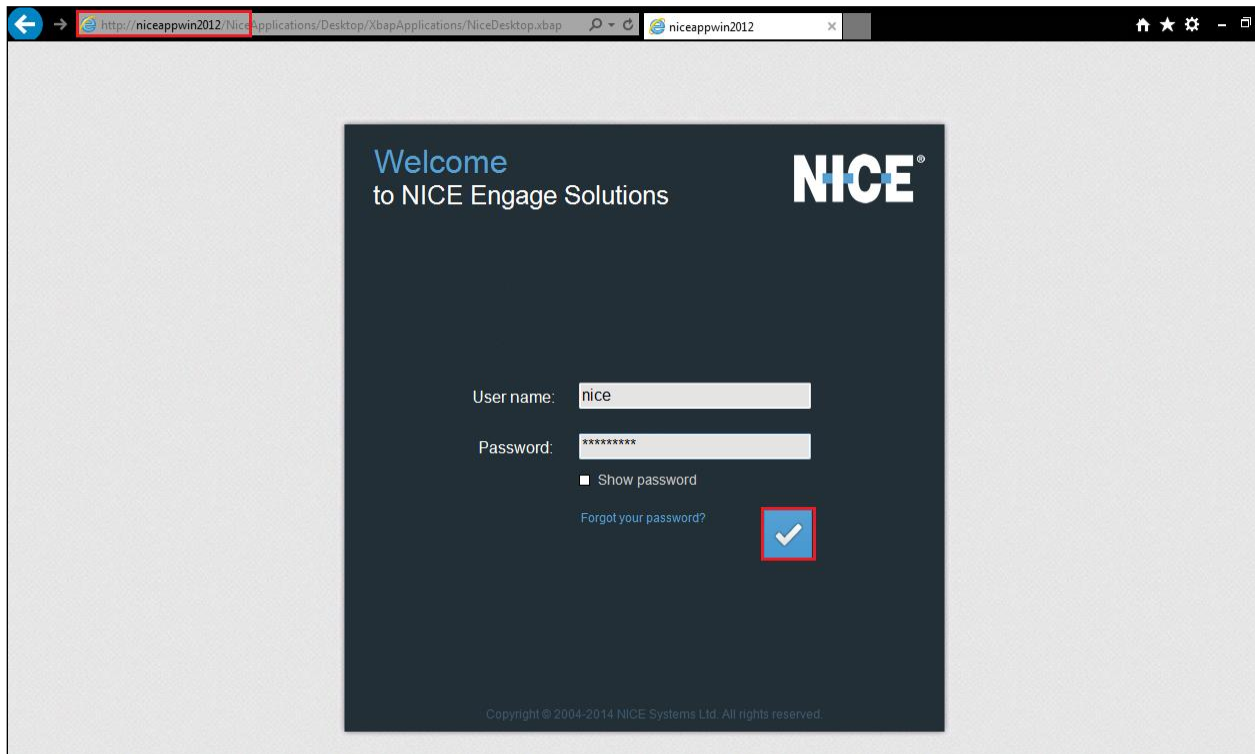 http://niceappwin2012/NiceApplications/Desktop/XbapApplications/NiceDesktop.xbap
niceappwin2012
Welcome
NICE®
to NICE Engage Solutions
User name:
nice
Password:
*********
Show password
Forgot your password?
Copyright © 2004-2014 NICE Systems Ltd. All rights reserved.